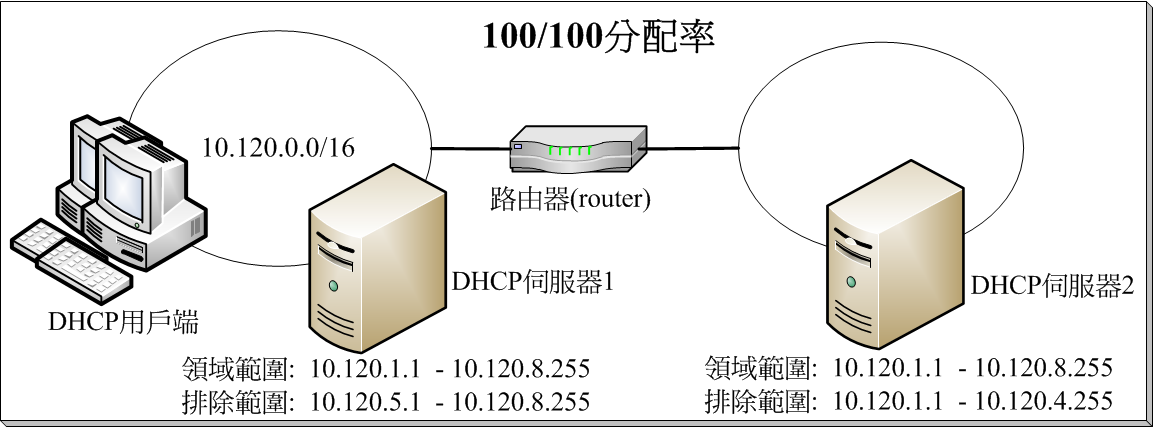 100/100分配率
10.120.0.0/16
路由器(router)
DHCP伺服器1
DHCP伺服器2
DHCP用戶端
領域範圍: 10.120.1.1 - 10.120.8.255
排除範圍: 10.120.5.1 - 10.120.8.255
領域範圍: 10.120.1.1 - 10.120.8.255
排除範圍: 10.120.1.1 - 10.120.4.255